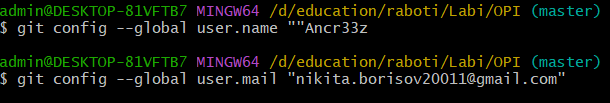 admin@DESKTOP-81VFTB7 MINGW64 /d/education/raboti/Labi/OPI (master)
$ git config --global user.name ""Ancr33z
admin@DESKTOP-81VFTB7 MINGW64 /d/education/raboti/Labi/OPI (master)
$ git config --global user.mail "nikita.borisov20011@gmail.com"